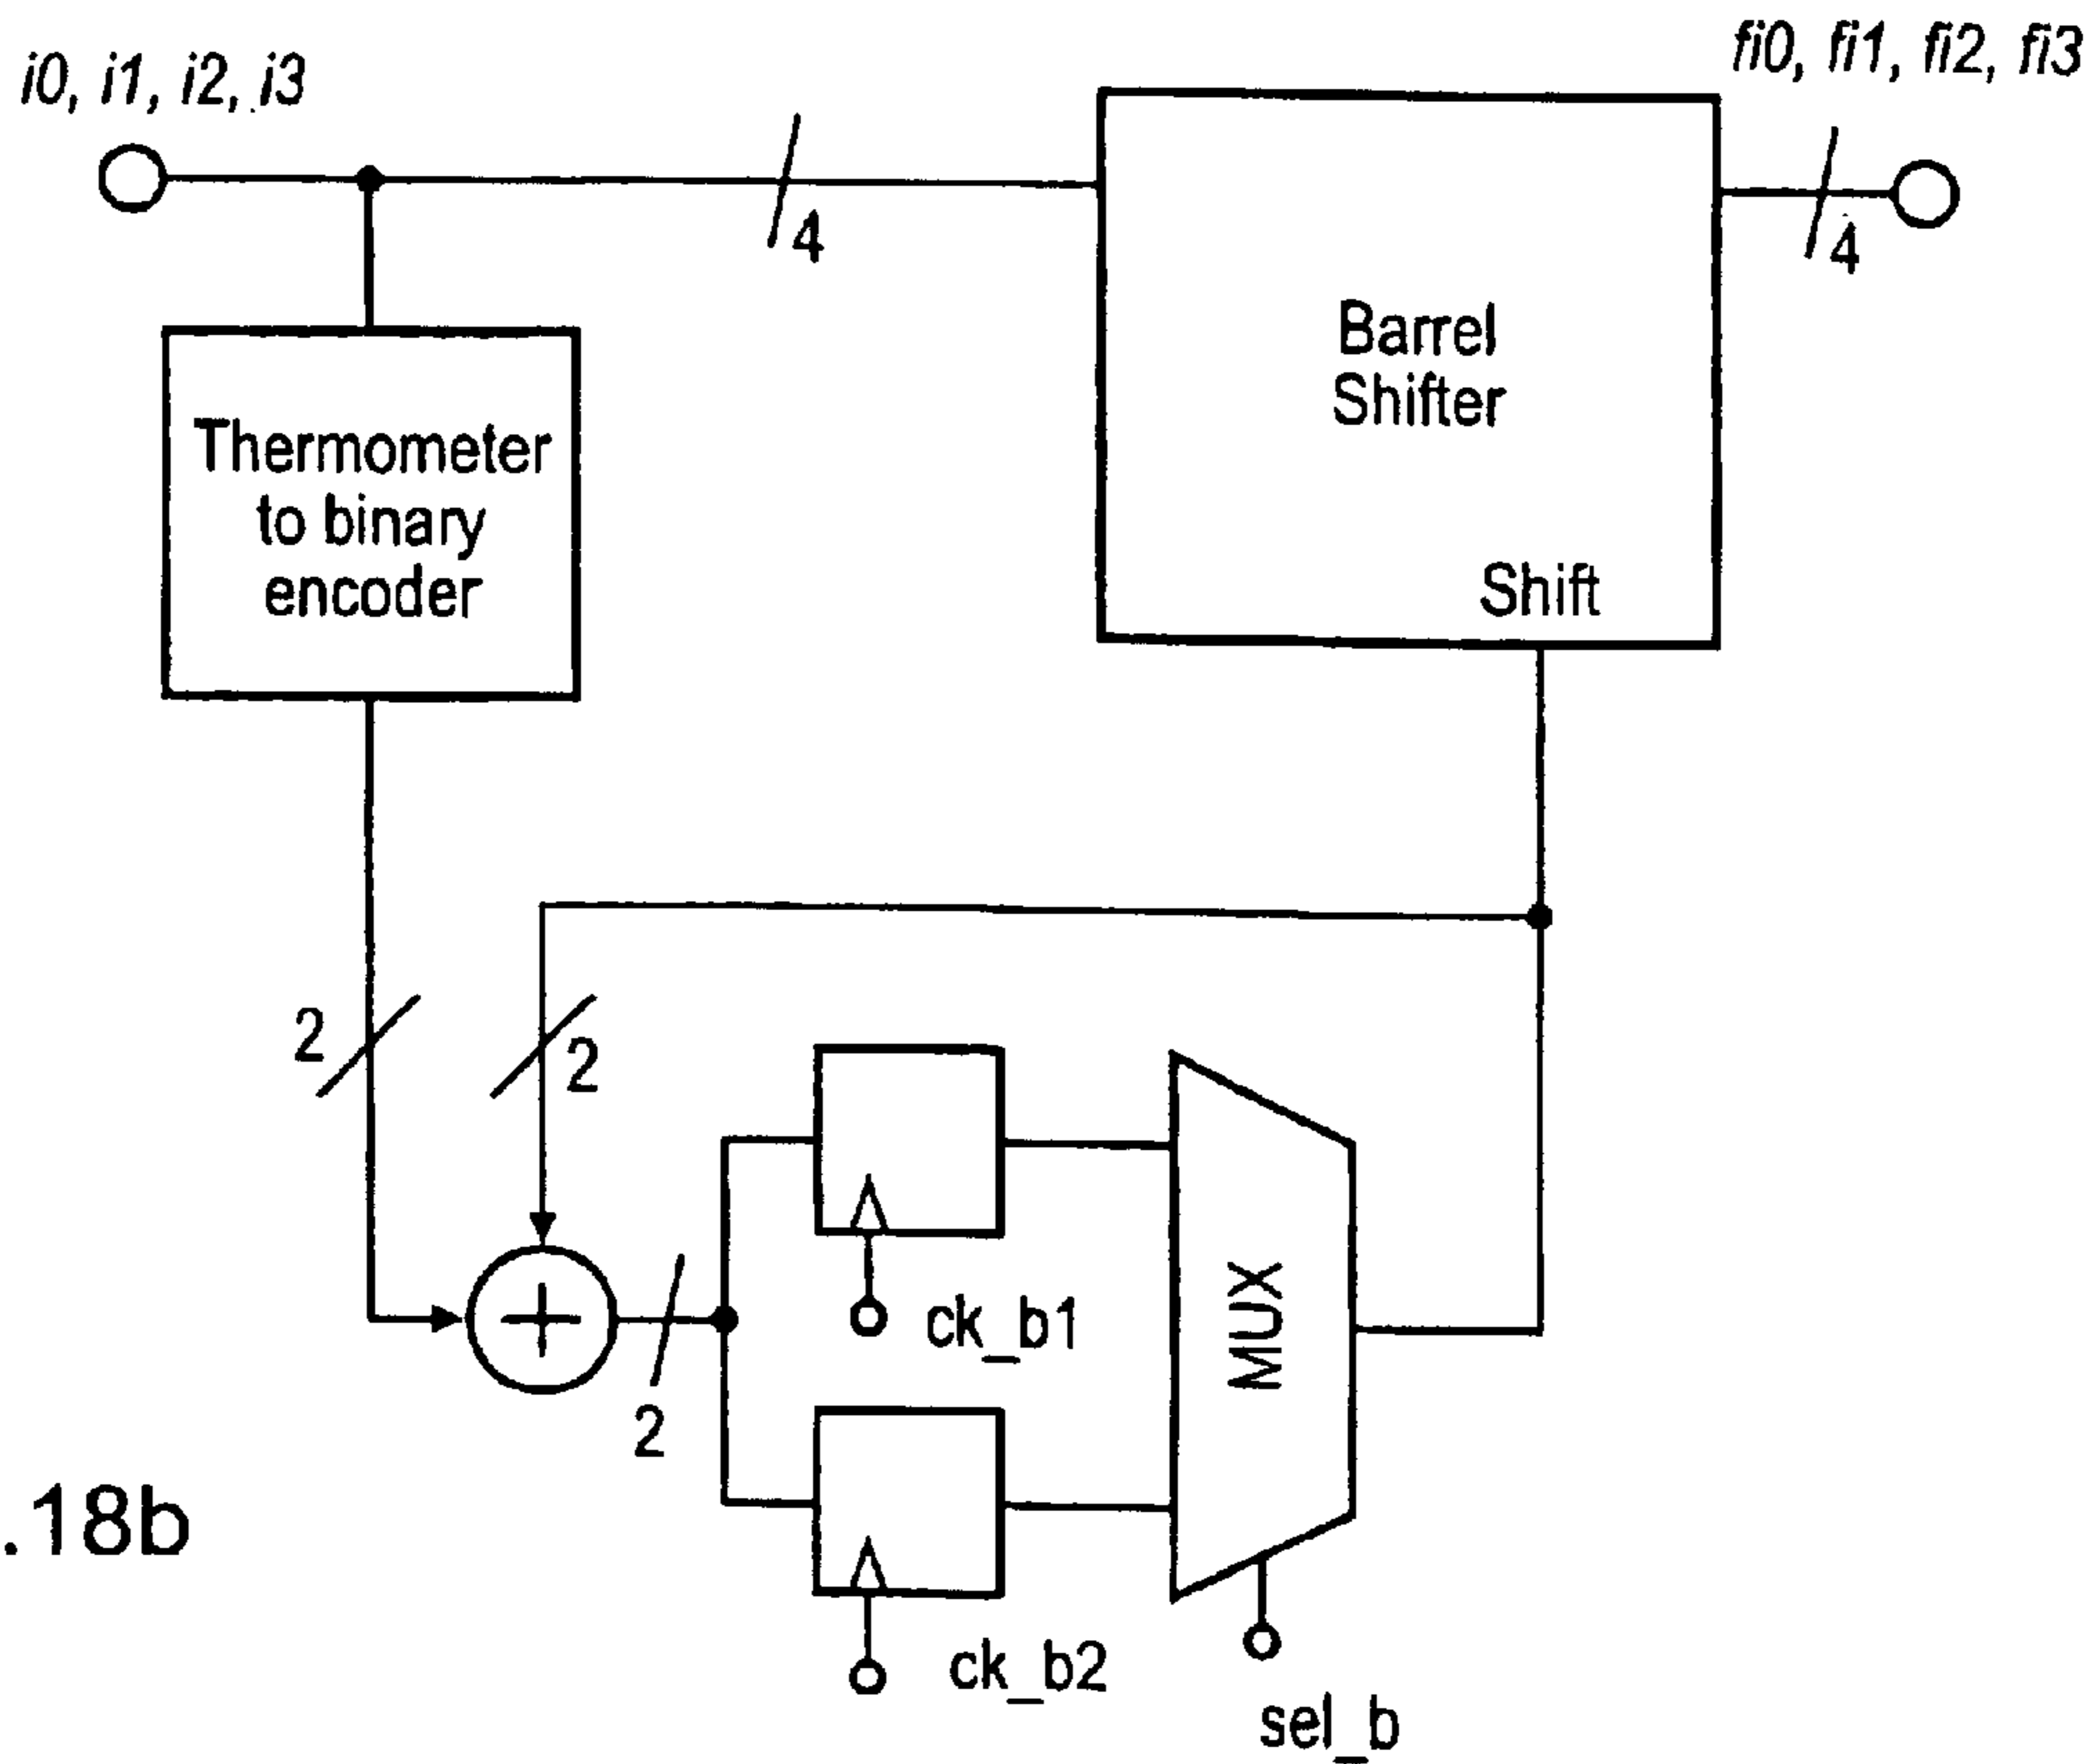 i0, i1, i2, i3
fi0, fi1, fi2, fi3
4
4
Barrel
Shifter
Thermometer
to binary
encoder
Shift
2
2
ck_b1
MUX
2
.18b
ck_b2
sel_b